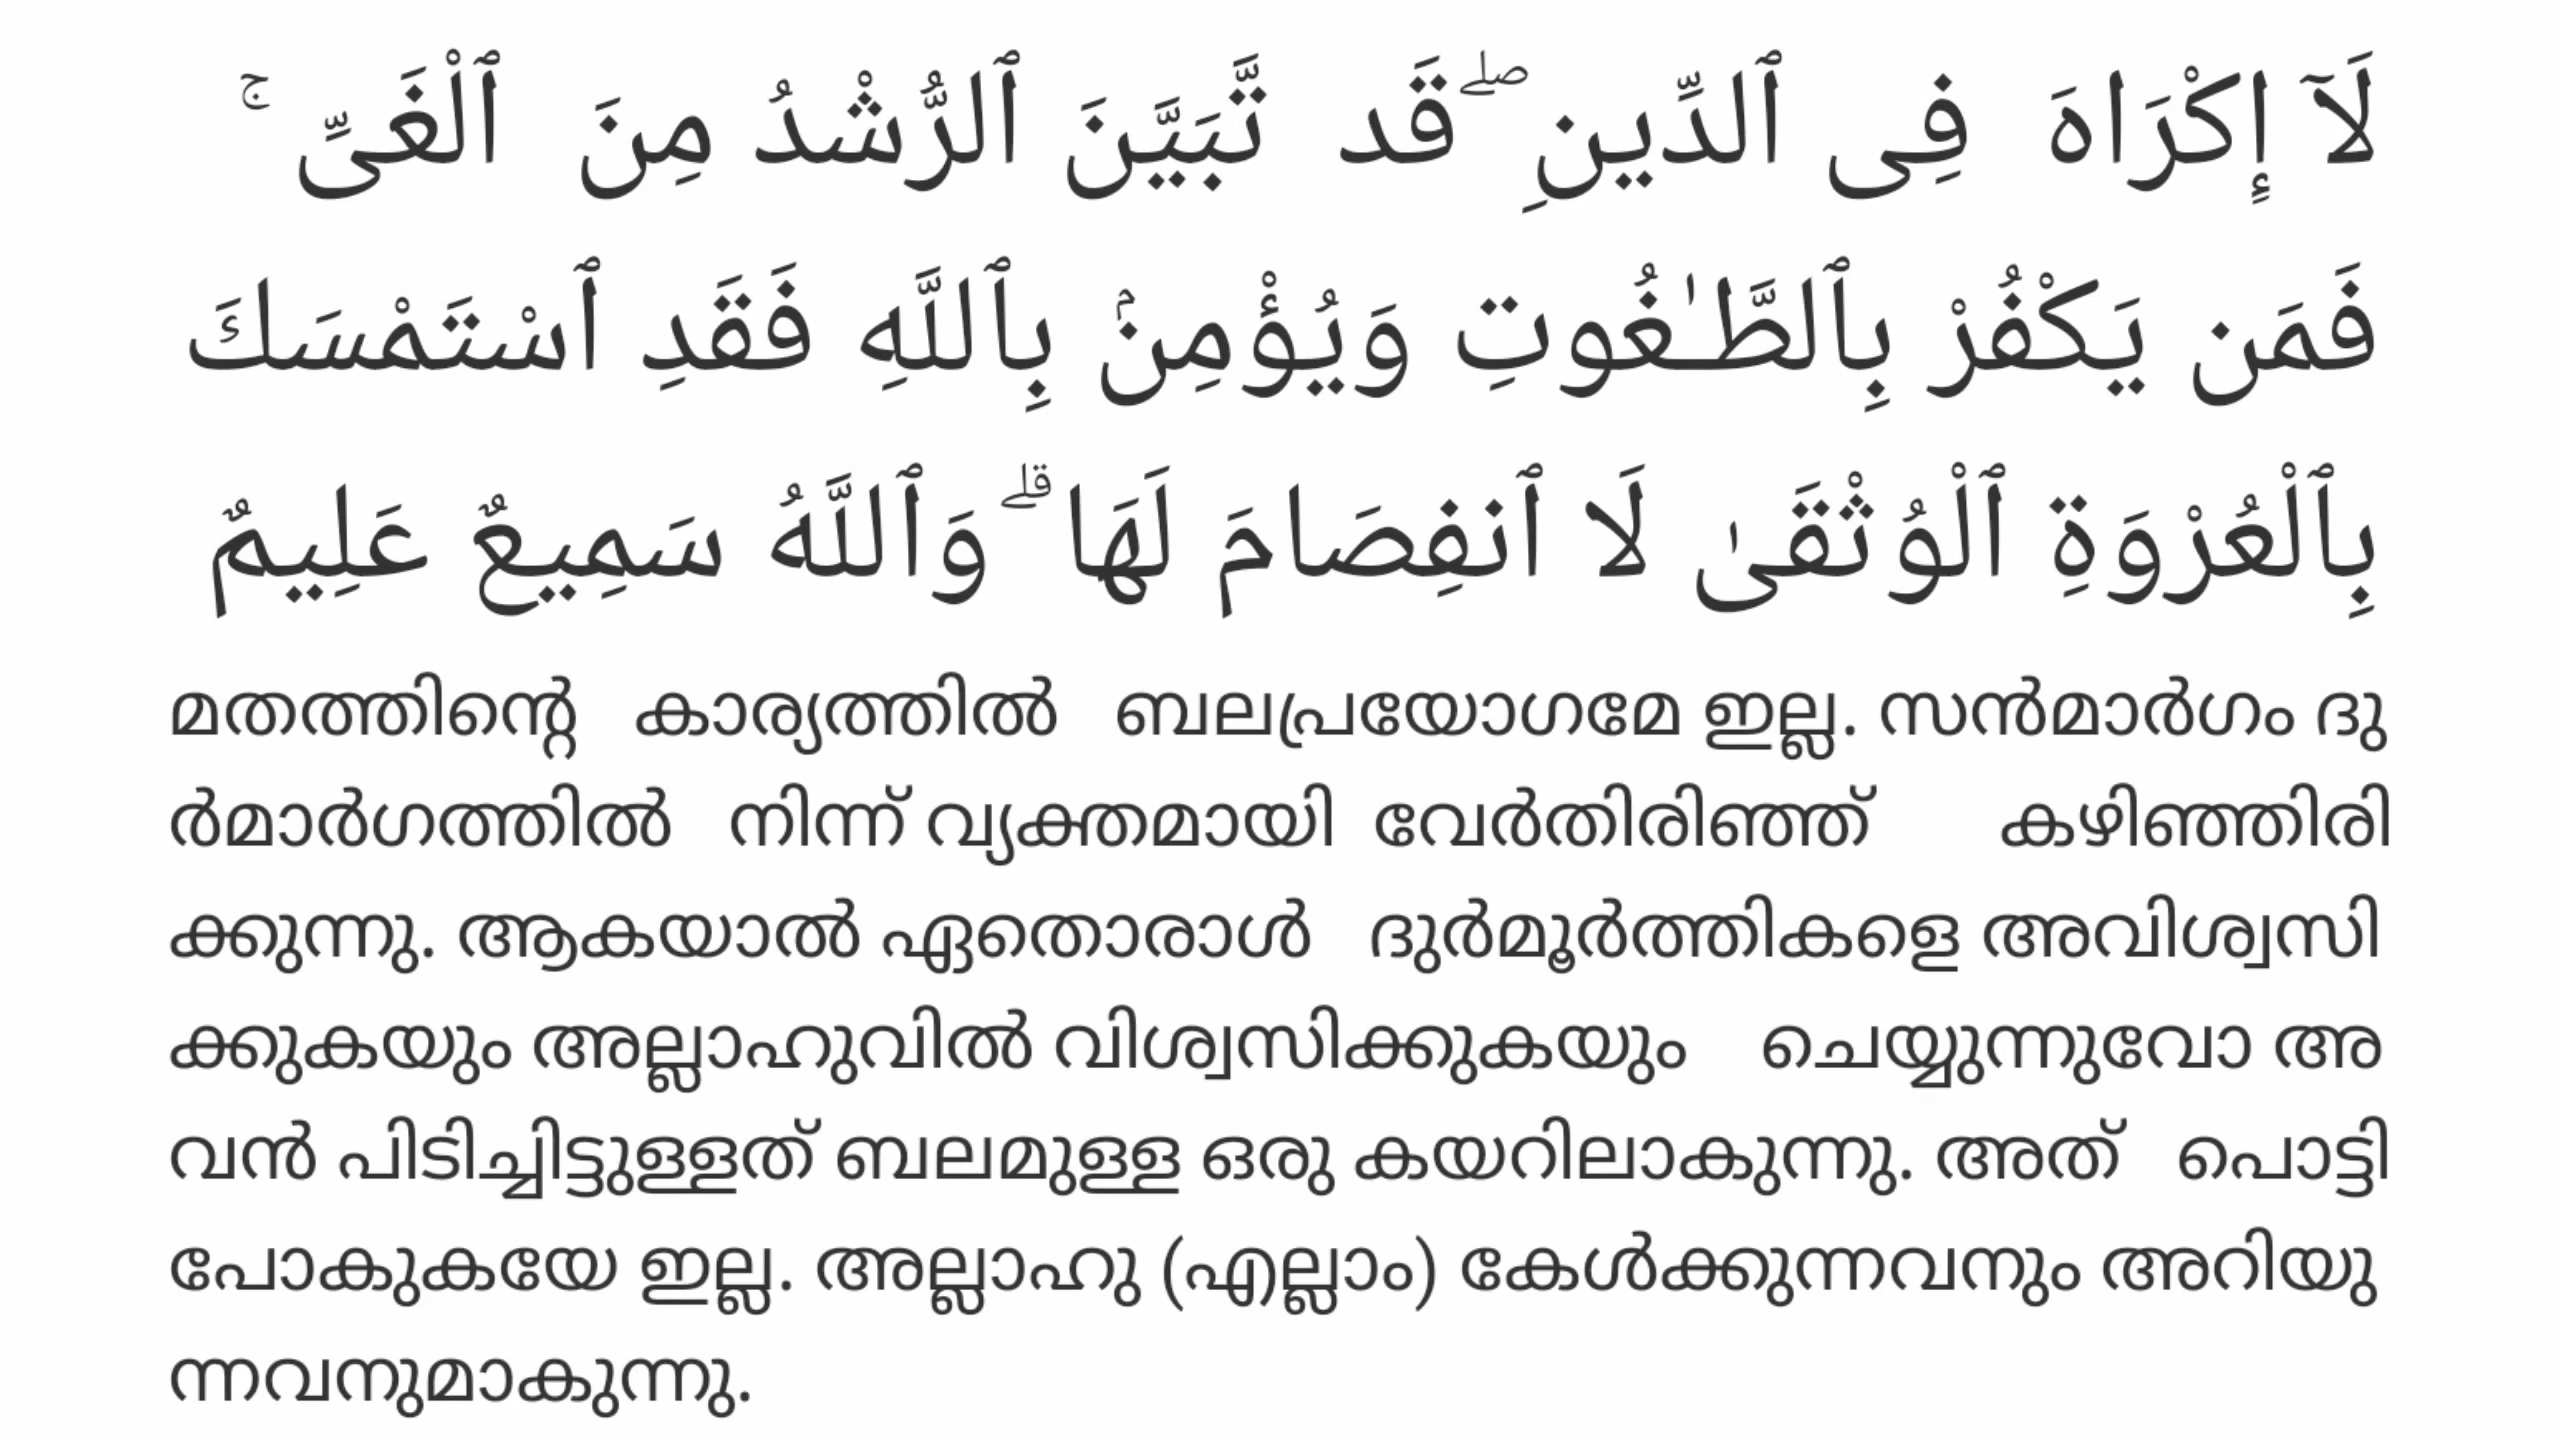 لَآ إِكْرَاهَ فِى ٱلدِّينِ ۖ قَد تَّبَيَّنَ ٱلرُّشْدُ مِنَ ٱلْغَىِّ ۚ
فَمَن يَكْفُرْ بِٱلطَّـٰغُوتِ وَيُؤْمِنۢ بِٱللَّهِ فَقَدِ ٱسْتَمْسَكَ
بِٱلْعُرْوَةِ ٱلْوُثْقَىٰ لَا ٱنفِصَامَ لَهَا ۗ وَٱللَّهُ سَمِيعٌ عَلِيمٌ
മതത്തിന്റെ കാര്യത്തിൽ ബലപ്രയോഗമേ ഇല്ല. സൻമാർഗം ദു
ർമാർഗത്തിൽ നിന്ന് വ്യക്തമായി വേർതിരിഞ്ഞ് കഴിഞ്ഞിരി
ക്കുന്നു. ആകയാൽ ഏതൊരാൾ ദുർമൂർത്തികളെ അവിശ്വസി
ക്കുകയും അല്ലാഹുവിൽ വിശ്വസിക്കുകയും ചെയ്യുന്നുവോ അ
വൻ പിടിച്ചിട്ടുള്ളത് ബലമുള്ള ഒരു കയറിലാകുന്നു. അത് പൊട്ടി
പോകുകയേ ഇല്ല. അല്ലാഹു (എല്ലാം) കേൾക്കുന്നവനും അറിയു
ന്നവനുമാകുന്നു.